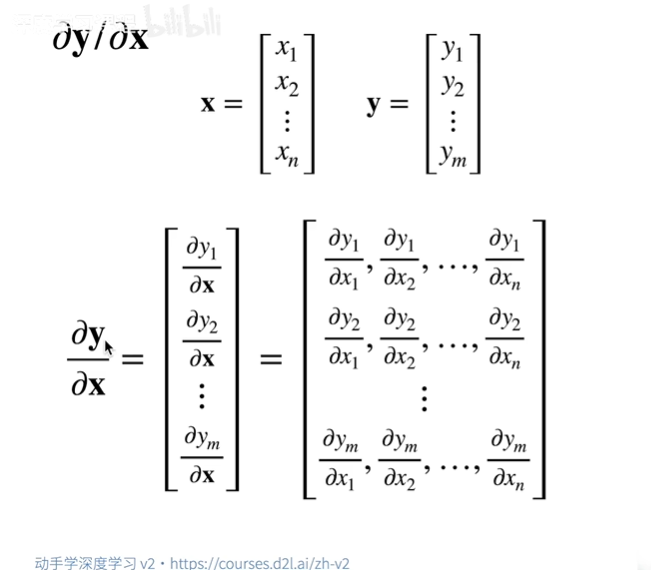 bilibili
∂y/∂x
x = [x₁ x₂ ⋮ xₙ] y = [y₁ y₂ ⋮ yₘ]
∂y/∂x = [∂y₁/∂x ∂y₂/∂x ⋮ ∂yₘ/∂x] = [∂y₁/∂x₁, ∂y₁/∂x₂, …, ∂y₁/∂xₙ
∂y₂/∂x₁, ∂y₂/∂x₂, …, ∂y₂/∂xₙ
⋮
∂yₘ/∂x₁, ∂yₘ/∂x₂, …, ∂yₘ/∂xₙ]
动手学深度学习 v2 · https://courses.d2l.ai/zh-v2